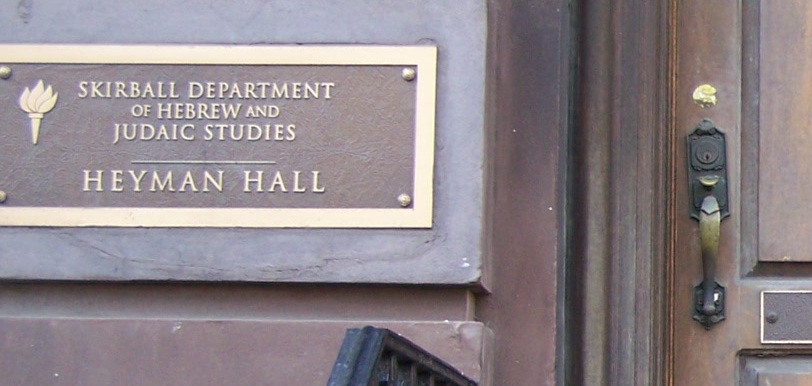 SKIRBALL DEPARTMENT
OF HEBREW AND
JUDAIC STUDIES
HEYMAN HALL